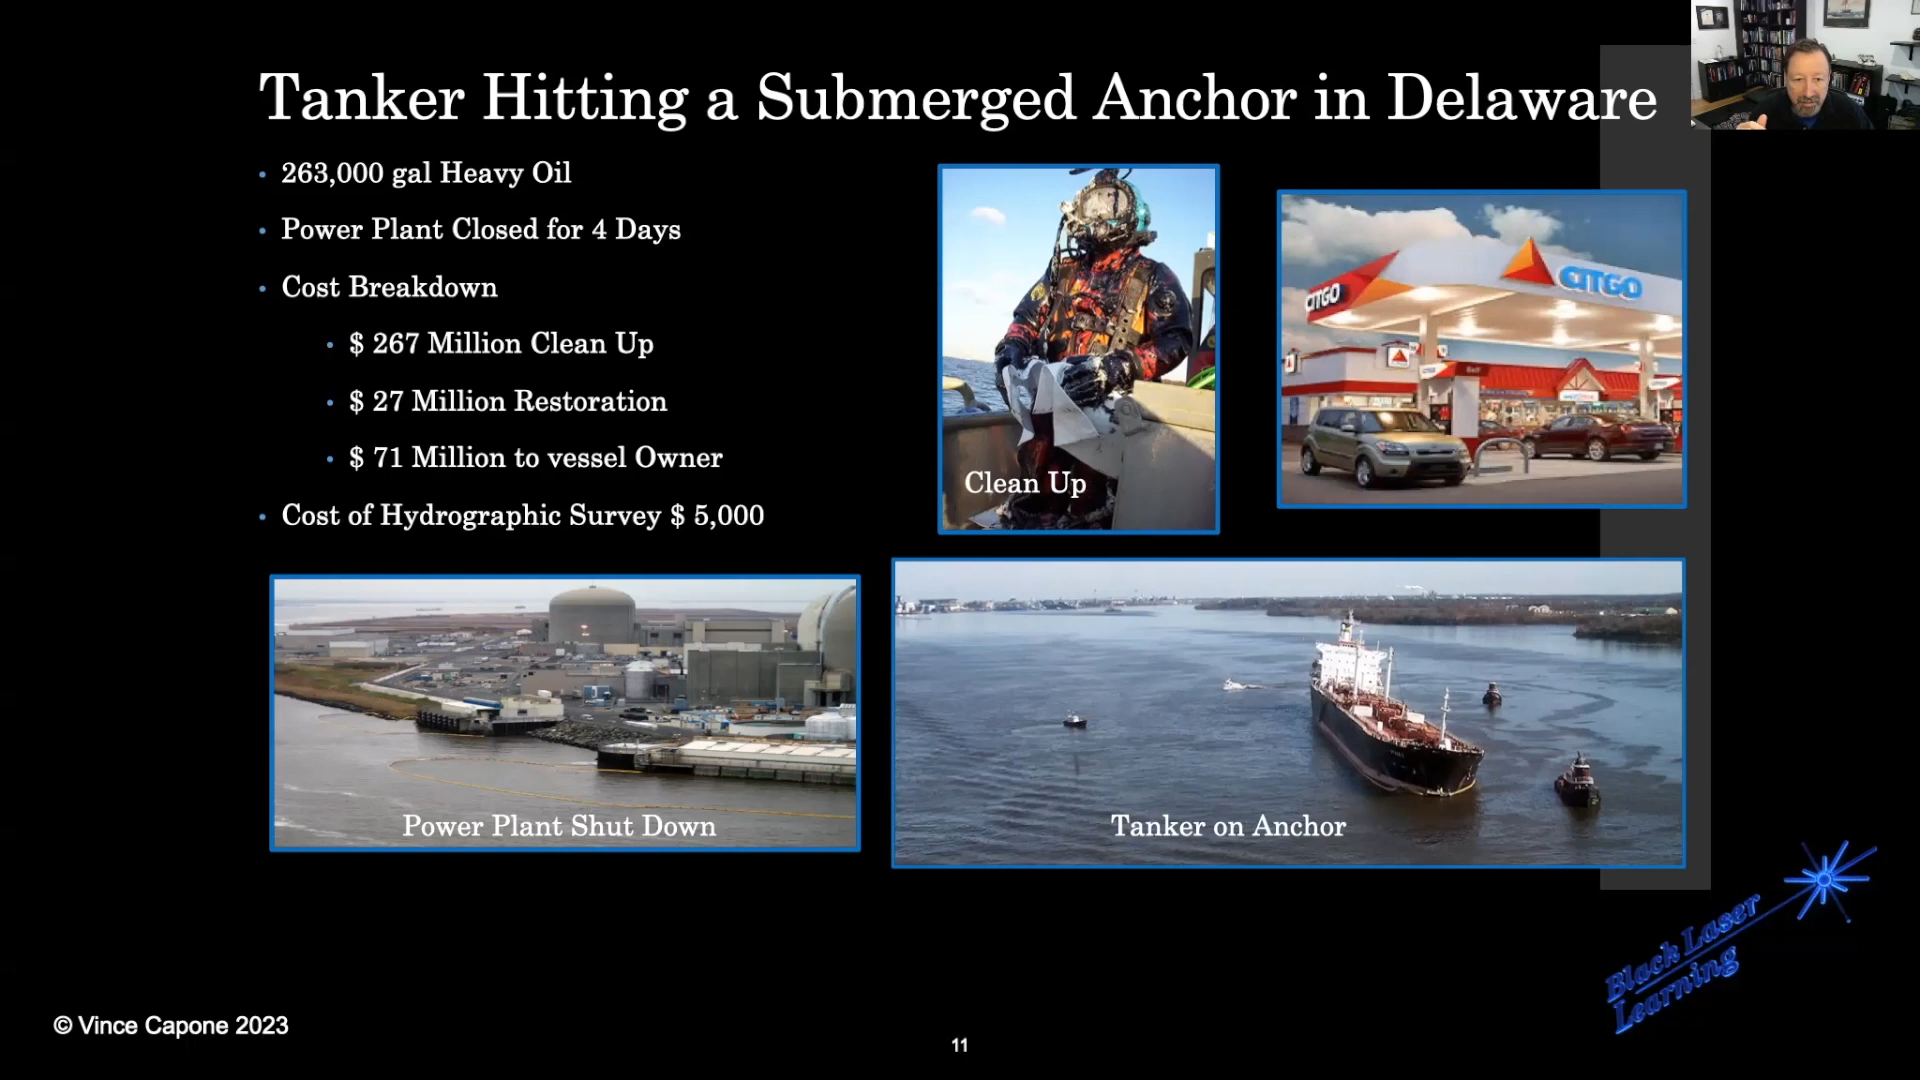 Tanker Hitting a Submerged Anchor in Delaware
• 263,000 gal Heavy Oil
• Power Plant Closed for 4 Days
• Cost Breakdown
• $ 267 Million Clean Up
• $ 27 Million Restoration
• $ 71 Million to vessel Owner
• Cost of Hydrographic Survey $ 5,000
Clean Up
CITGO
CITGO
Power Plant Shut Down
Tanker on Anchor
Black Laser
Learning
© Vince Capone 2023
11